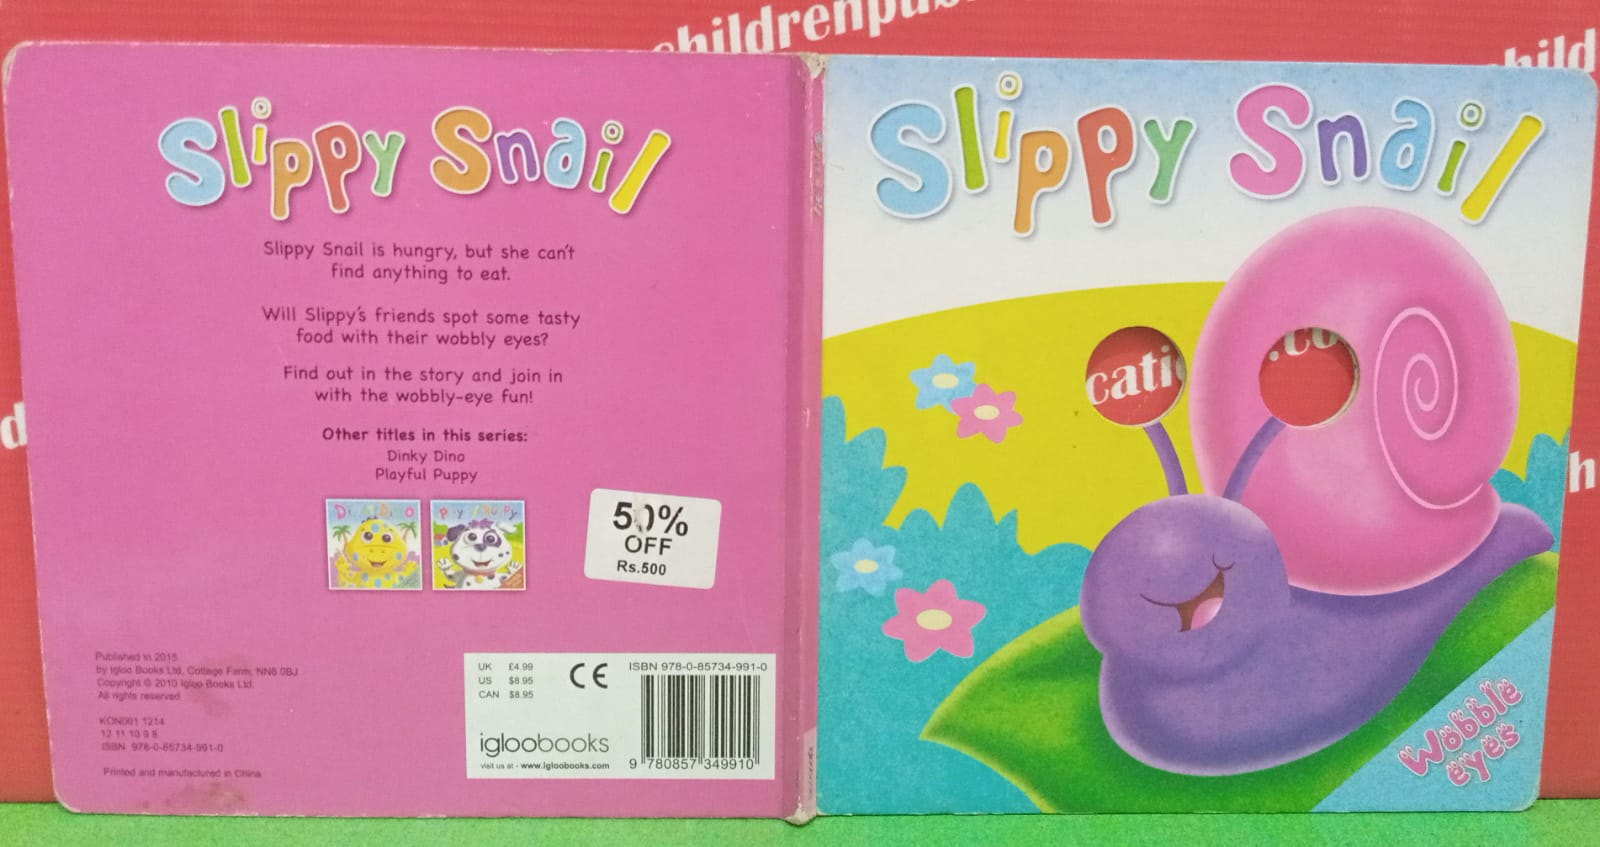 childrenpub
hild
Slippy Snail
Slippy Snail is hungry, but she can't
find anything to eat.
Will Slippy's friends spot some tasty
food with their wobbly eyes?
Find out in the story and join in
with the wobbly-eye fun!
Other titles in this series:
Dinky Dino
Playful Puppy
50%
OFF
Rs.500
Published in 2015
by Igloo Books Ltd, Cottage Farm, NN6 0BJ
Copyright © 2010 Igloo Books Ltd.
All rights reserved
KON001 1214
12 11 10 9 8
ISBN 978-0-85734-991-0
Printed and manufactured in China
UK £4.99
US $8.95
CAN $8.95
CE
ISBN 978-0-85734-991-0
igloobooks
visit us at - www.igloobooks.com
9 780857 349910
Slippy Snail
cati
.co
Wobble
eyes
d
h